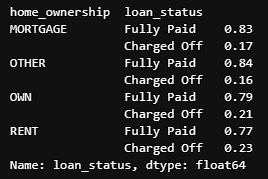 home_ownership  loan_status
MORTGAGE        Fully Paid     0.83
                Charged Off    0.17
OTHER           Fully Paid     0.84
                Charged Off    0.16
OWN             Fully Paid     0.79
                Charged Off    0.21
RENT            Fully Paid     0.77
                Charged Off    0.23
Name: loan_status, dtype: float64